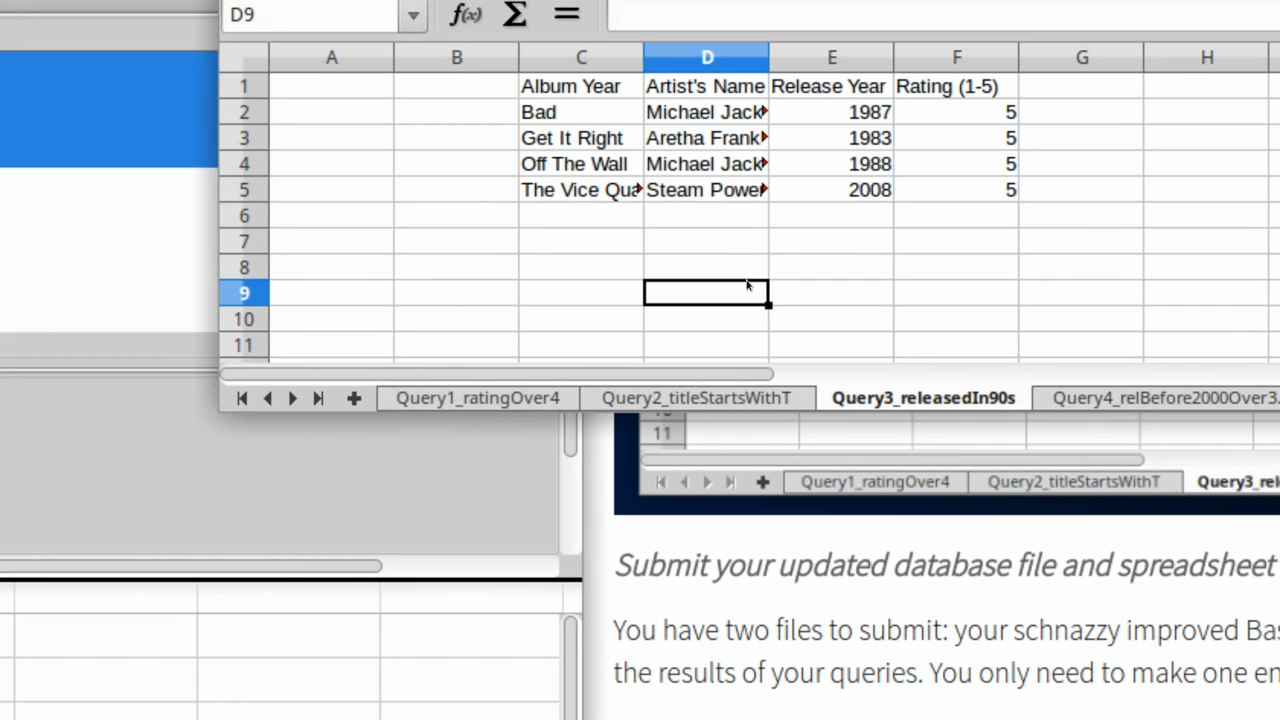 D9 f(x) Σ =
A B C D E F G H
1 Album Year Artist's Name Release Year Rating (1-5)
2 Bad Michael Jack 1987 5
3 Get It Right Aretha Frank 1983 5
4 Off The Wall Michael Jack 1988 5
5 The Vice Qua Steam Power 2008 5
6
7
8
9
10
11
Query1_ratingOver4 Query2_titleStartsWithT Query3_releasedIn90s Query4_relBefore2000Over3.
11
Query1_ratingOver4 Query2_titleStartsWithT Query3_rele
Submit your updated database file and spreadsheet
You have two files to submit: your schnazzy improved Bas
the results of your queries. You only need to make one en